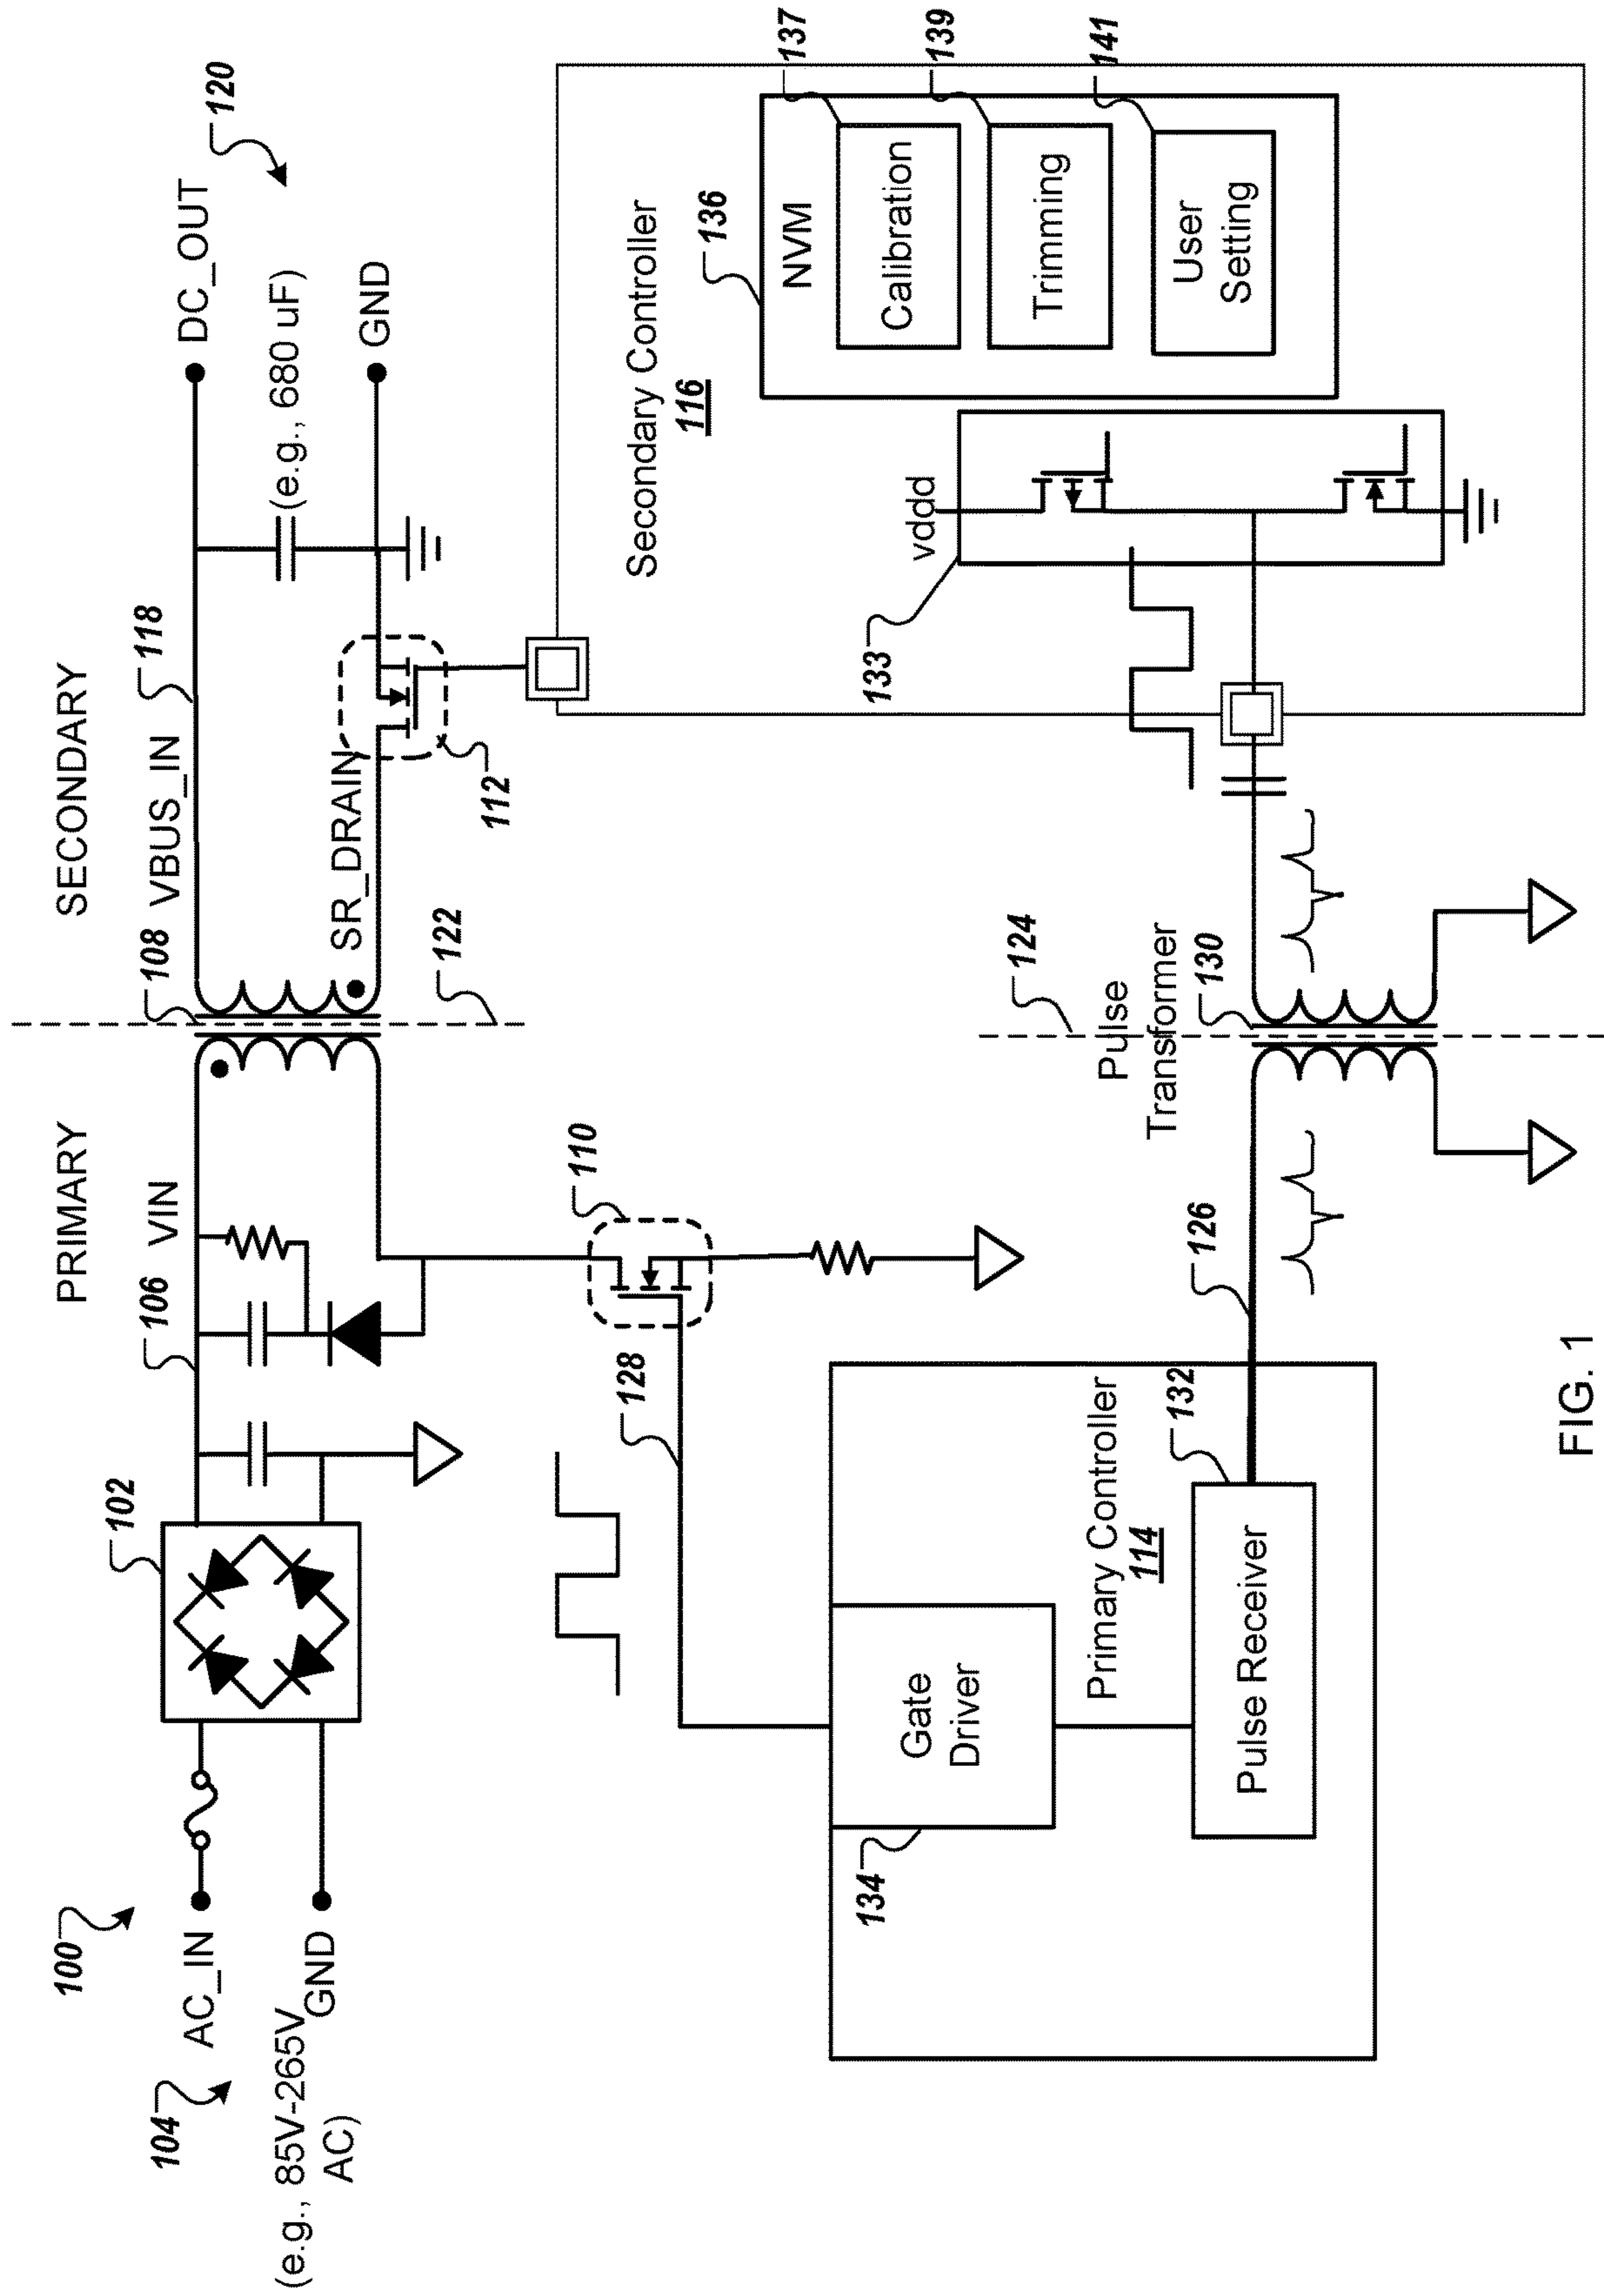 PRIMARY
SECONDARY
100
104
AC_IN
GND
(e.g., 85V-265V
AC)
102
106
VIN
108
VBUS_IN
118
DC_OUT
120
(e.g., 680 uF)
GND
SR_DRAIN
122
112
110
128
Secondary Controller
116
136
NVM
137
Calibration
139
Trimming
141
User
Setting
vddd
133
124
Pulse
Transformer
130
126
134
Gate
Driver
Primary Controller
114
132
Pulse Receiver
FIG. 1